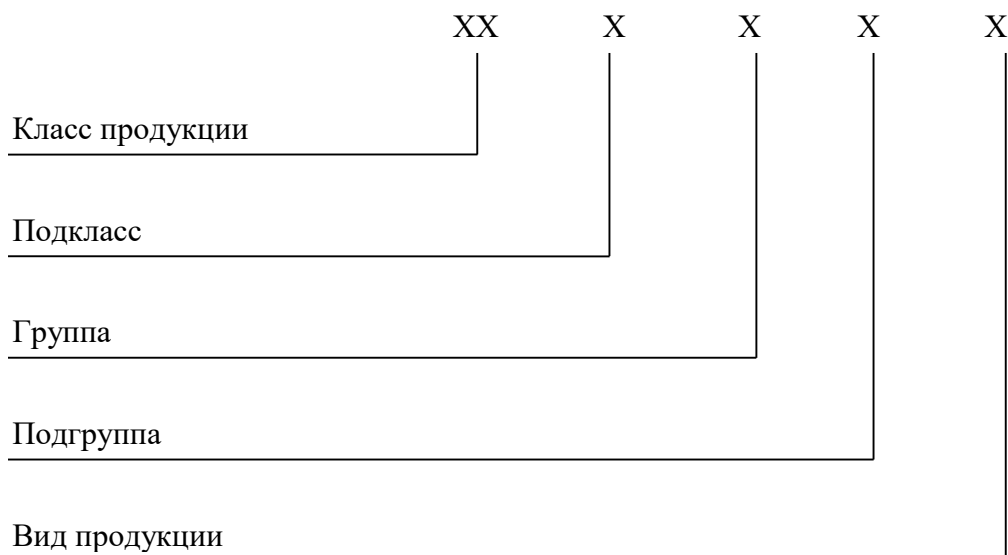 XX X X X X
Класс продукции
Подкласс
Группа
Подгруппа
Вид продукции